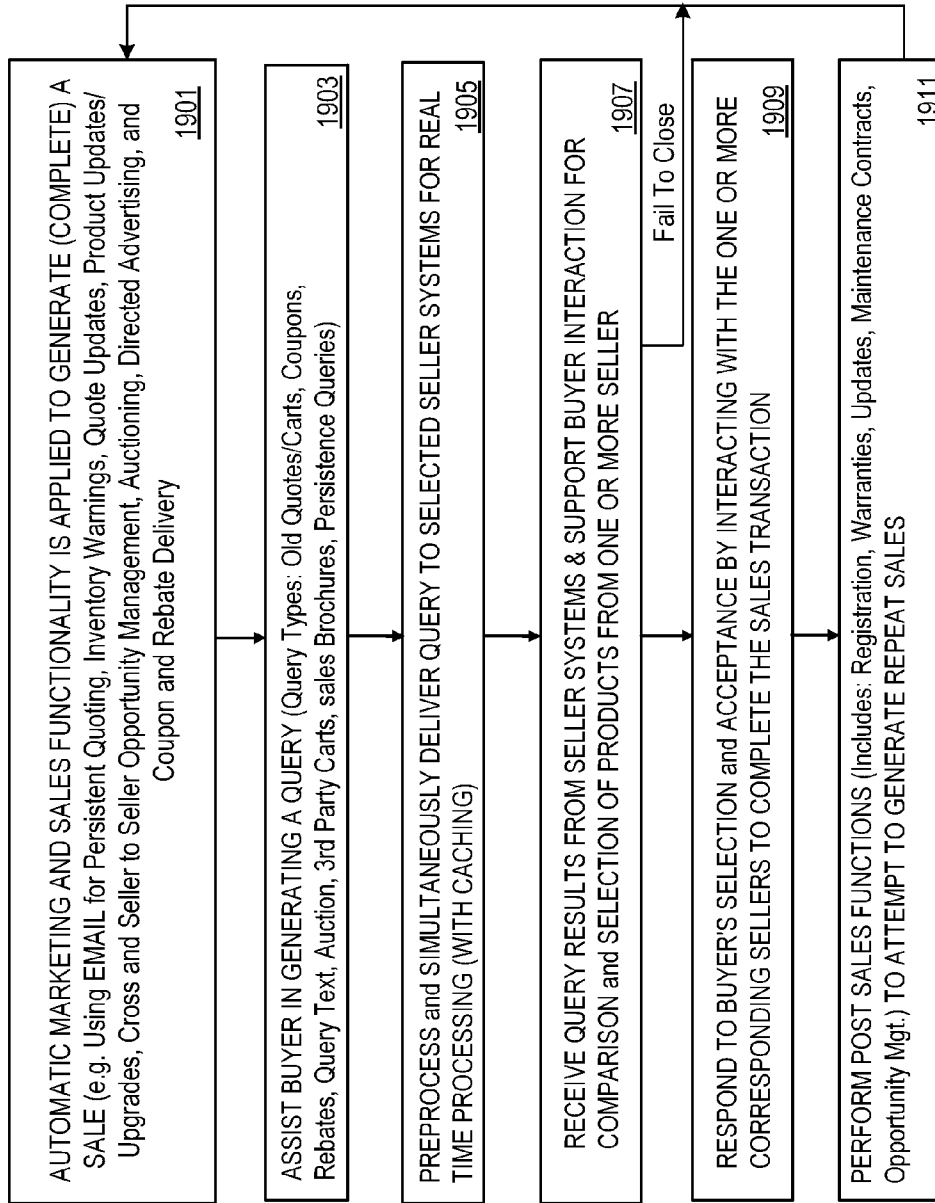 AUTOMATIC MARKETING AND SALES FUNCTIONALITY IS APPLIED TO GENERATE (COMPLETE) A
SALE (e.g. Using EMAIL for Persistent Quoting, Inventory Warnings, Quote Updates, Product Updates/
Upgrades, Cross and Seller to Seller Opportunity Management, Auctioning, Directed Advertising, and
Coupon and Rebate Delivery
1901
ASSIST BUYER IN GENERATING A QUERY (Query Types: Old Quotes/Carts, Coupons,
Rebates, Query Text, Auction, 3rd Party Carts, sales Brochures, Persistence Queries)
1903
PREPROCESS and SIMULTANEOUSLY DELIVER QUERY TO SELECTED SELLER SYSTEMS FOR REAL
TIME PROCESSING (WITH CACHING)
1905
RECEIVE QUERY RESULTS FROM SELLER SYSTEMS & SUPPORT BUYER INTERACTION FOR
COMPARISON and SELECTION OF PRODUCTS FROM ONE OR MORE SELLER
1907
Fail To Close
RESPOND TO BUYER'S SELECTION and ACCEPTANCE BY INTERACTING WITH THE ONE OR MORE
CORRESPONDING SELLERS TO COMPLETE THE SALES TRANSACTION
1909
PERFORM POST SALES FUNCTIONS (Includes: Registration, Warranties, Updates, Maintenance Contracts,
Opportunity Mgt.) TO ATTEMPT TO GENERATE REPEAT SALES
1911